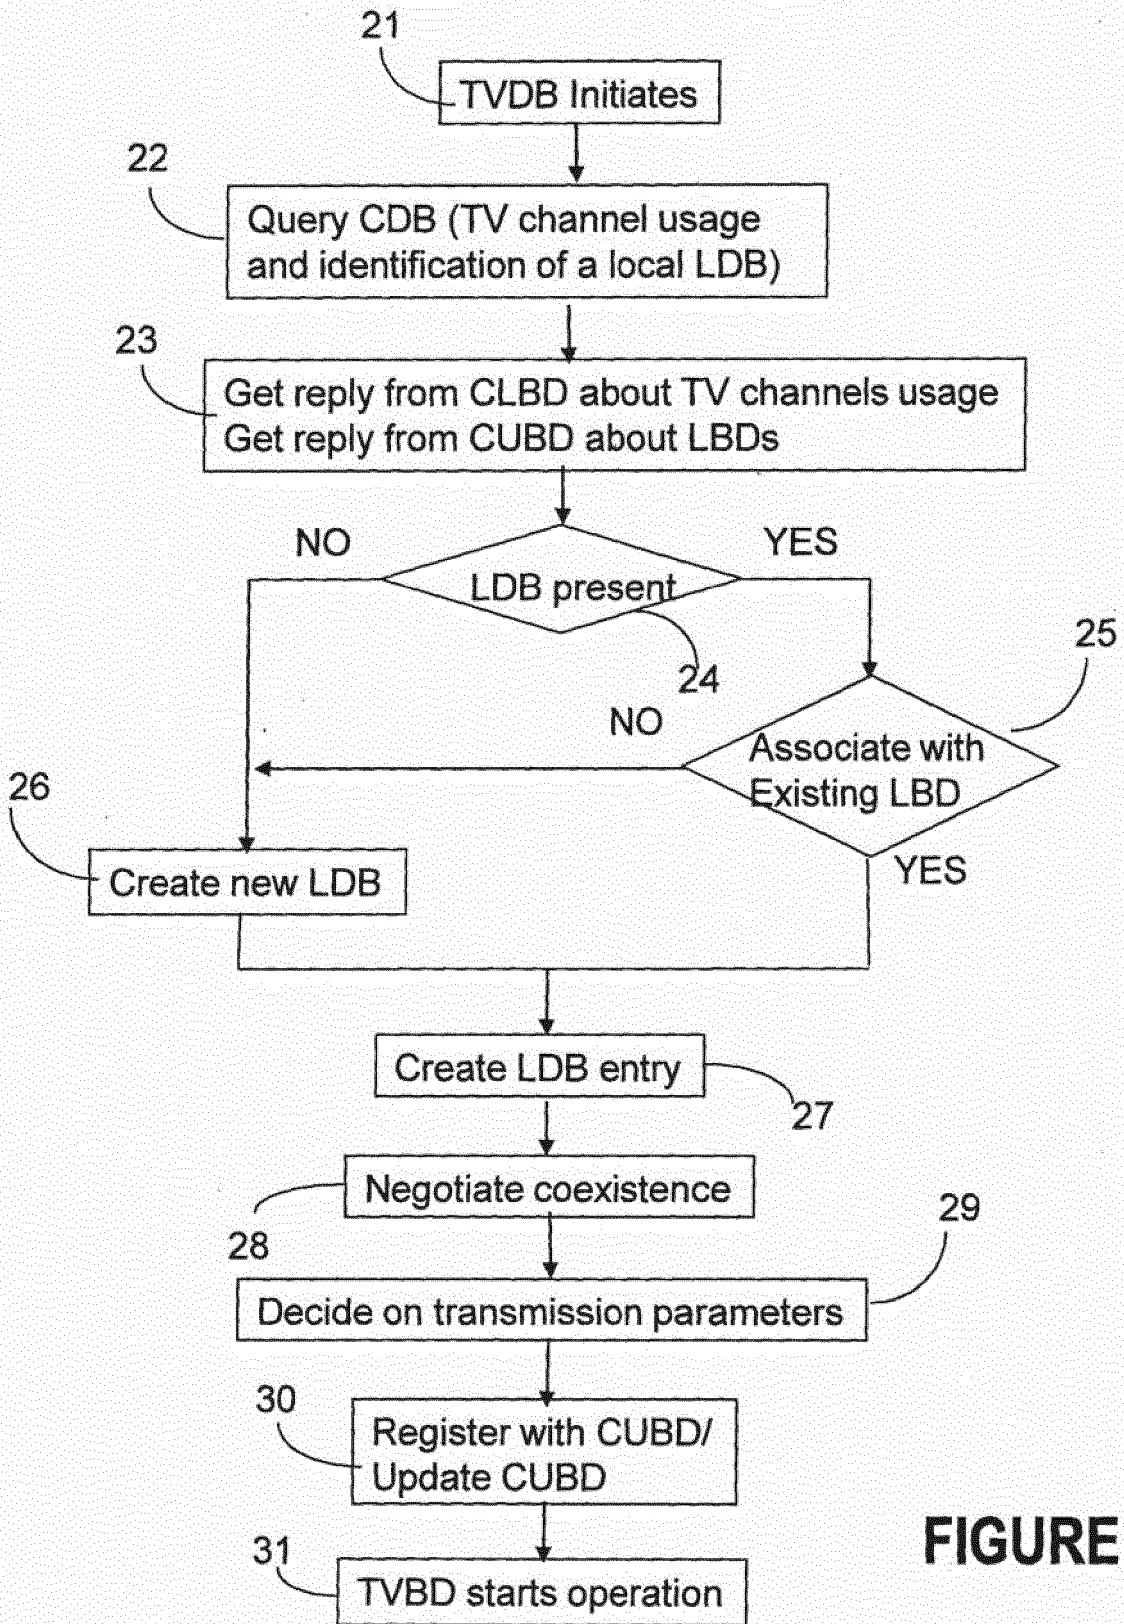 21
TVDB Initiates
22
Query CDB (TV channel usage
and identification of a local LDB)
23
Get reply from CLBD about TV channels usage
Get reply from CUBD about LBDs
NO
YES
LDB present
24
25
NO
Associate with
Existing LBD
26
YES
Create new LDB
Create LDB entry
27
Negotiate coexistence
28
29
Decide on transmission parameters
30
Register with CUBD/
Update CUBD
31
TVBD starts operation
FIGURE